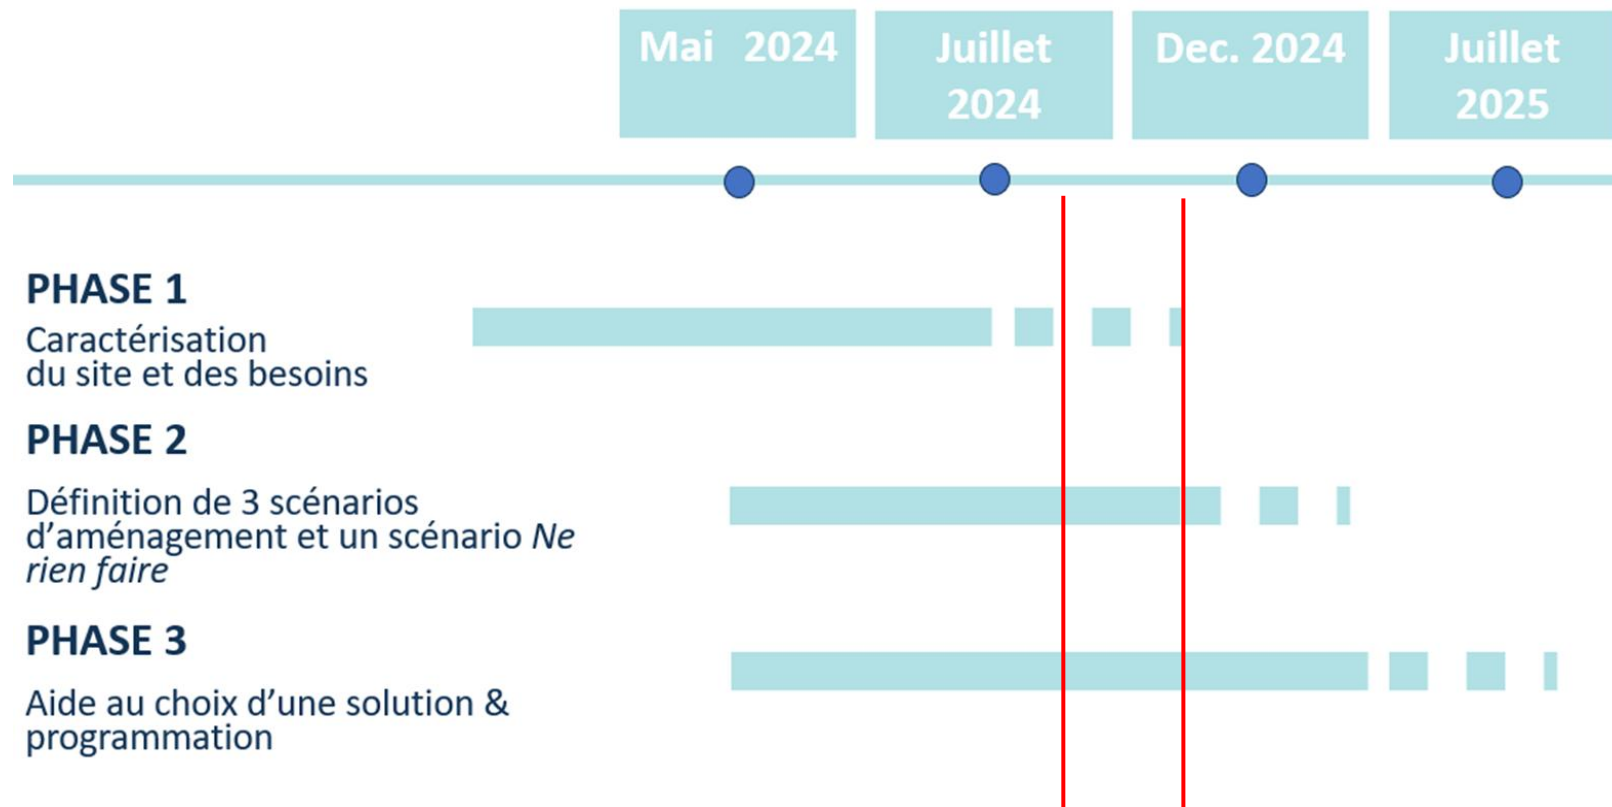 Mai 2024
Juillet
2024
Dec. 2024
Juillet
2025
PHASE 1
Caractérisation
du site et des besoins
PHASE 2
Définition de 3 scénarios
d’aménagement et un scénario Ne
rien faire
PHASE 3
Aide au choix d’une solution &
programmation